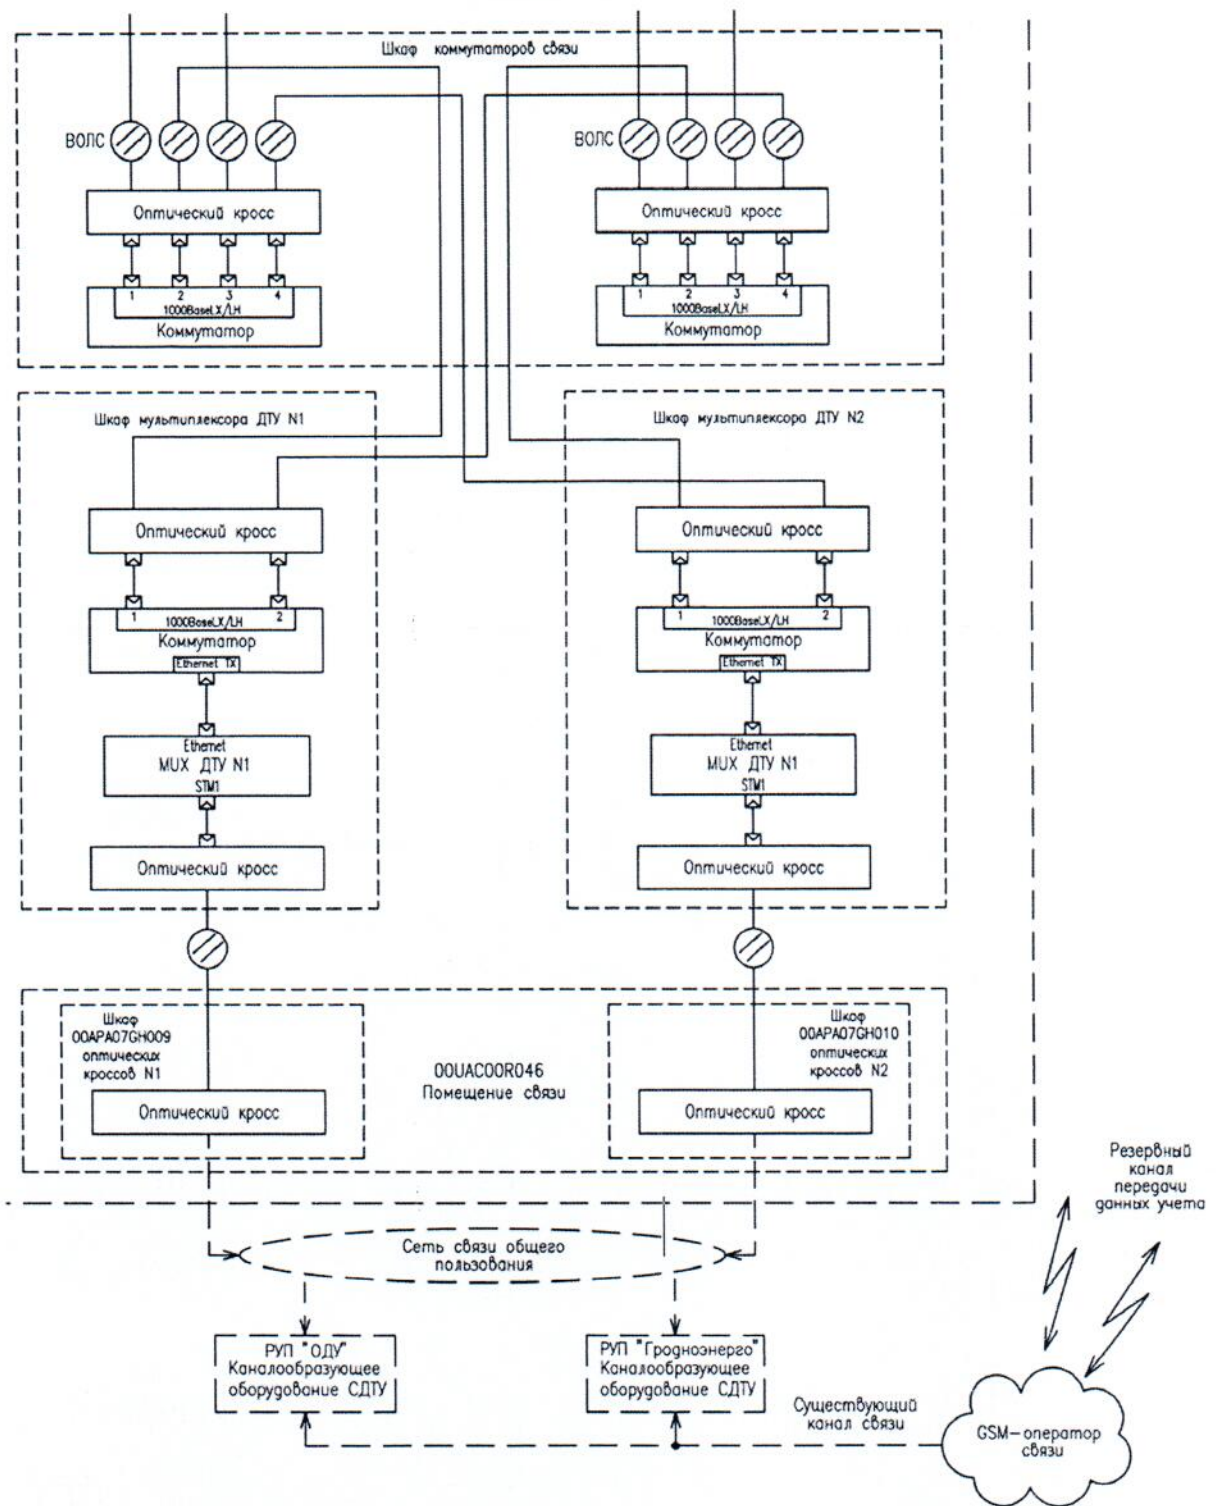 Шкаф коммутаторов связи
ВОЛС
ВОЛС
Оптический кросс
Оптический кросс
1 2 3 4
1000BaseLX/LH
Коммутатор
1 2 3 4
1000BaseLX/LH
Коммутатор
Шкаф мультиплексора ДТУ N1
Шкаф мультиплексора ДТУ N2
Оптический кросс
Оптический кросс
1 1000BaseLX/LH 2
Коммутатор
Ethernet TX
1 1000BaseLX/LH 2
Коммутатор
Ethernet TX
Ethernet
MUX ДТУ N1
STM1
Ethernet
MUX ДТУ N1
STM1
Оптический кросс
Оптический кросс
Шкаф
00APA07GH009
оптических
кроссов N1
Оптический кросс
00UAC00R046
Помещение связи
Шкаф
00APA07GH010
оптических
кроссов N2
Оптический кросс
Резервный
канал
передачи
данных учета
Сеть связи общего
пользования
РУП "ОДУ"
Каналообразующее
оборудование СДТУ
РУП "Гродноэнерго"
Каналообразующее
оборудование СДТУ
Существующий
канал связи
GSM-оператор
связи